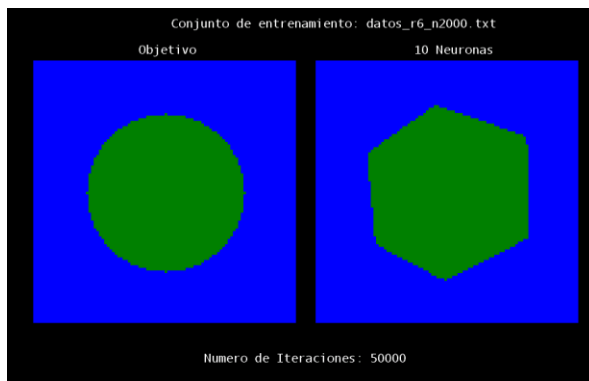 Conjunto de entrenamiento: datos_r6_n2000.txt
Objetivo
10 Neuronas
Numero de Iteraciones: 50000